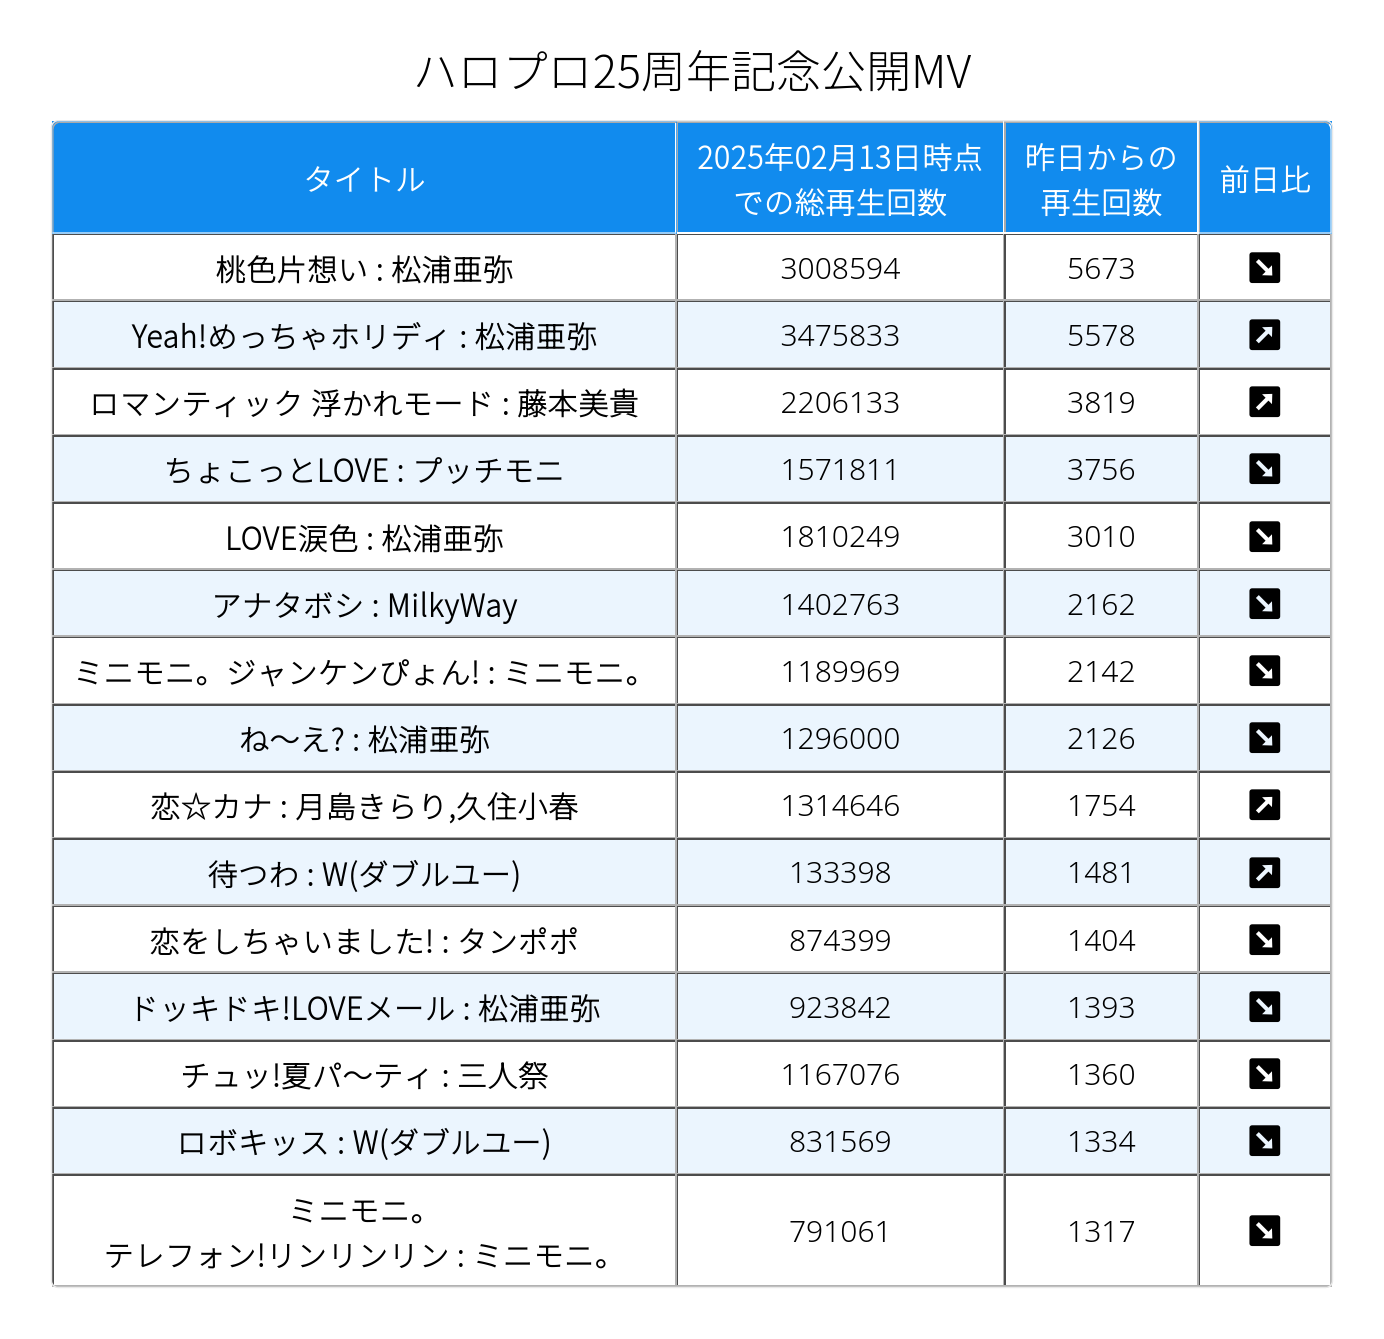 ハロプロ25周年記念公開MV
タイトル 2025年02月13日時点 昨日からの 前日比
での総再生回数 再生回数
桃色片想い : 松浦亜弥 3008594 5673 ↘
Yeah!めっちゃホリディ : 松浦亜弥 3475833 5578 ↗
ロマンティック 浮かれモード : 藤本美貴 2206133 3819 ↗
ちょこっとLOVE : プッチモニ 1571811 3756 ↘
LOVE涙色 : 松浦亜弥 1810249 3010 ↘
アナタボシ : MilkyWay 1402763 2162 ↘
ミニモニ。ジャンケンぴょん! : ミニモニ。 1189969 2142 ↘
ね〜え? : 松浦亜弥 1296000 2126 ↘
恋☆カナ : 月島きらり,久住小春 1314646 1754 ↗
待つわ : W(ダブルユー) 133398 1481 ↗
恋をしちゃいました! : タンポポ 874399 1404 ↘
ドッキドキ!LOVEメール : 松浦亜弥 923842 1393 ↘
チュッ!夏パ〜ティ : 三人祭 1167076 1360 ↘
ロボキッス : W(ダブルユー) 831569 1334 ↘
ミニモニ。
テレフォン!リンリンリン : ミニモニ。 791061 1317 ↘